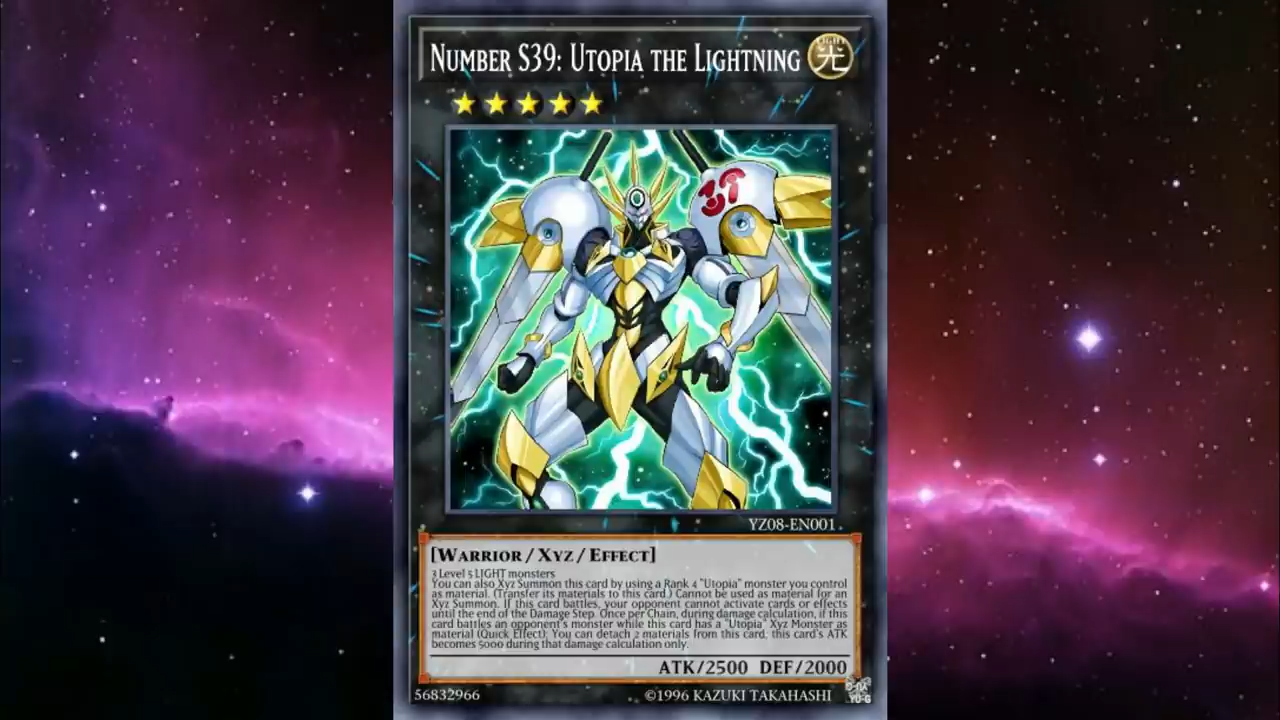 NUMBER S39: UTOPIA THE LIGHTNING
LIGHT
光
39
YZ08-EN001
[WARRIOR / XYZ / EFFECT]
3 Level 5 LIGHT monsters
You can also Xyz Summon this card by using a Rank 4 "Utopia" monster you control
as material. (Transfer its materials to this card.) Cannot be used as material for an
Xyz Summon. If this card battles, your opponent cannot activate cards or effects
until the end of the Damage Step. Once per Chain, during damage calculation, if this
card battles an opponent's monster while this card has a "Utopia" Xyz Monster as
material (Quick Effect): You can detach 2 materials from this card; this card's ATK
becomes 5000 during that damage calculation only.
ATK/2500 DEF/2000
56832966
©1996 KAZUKI TAKAHASHI